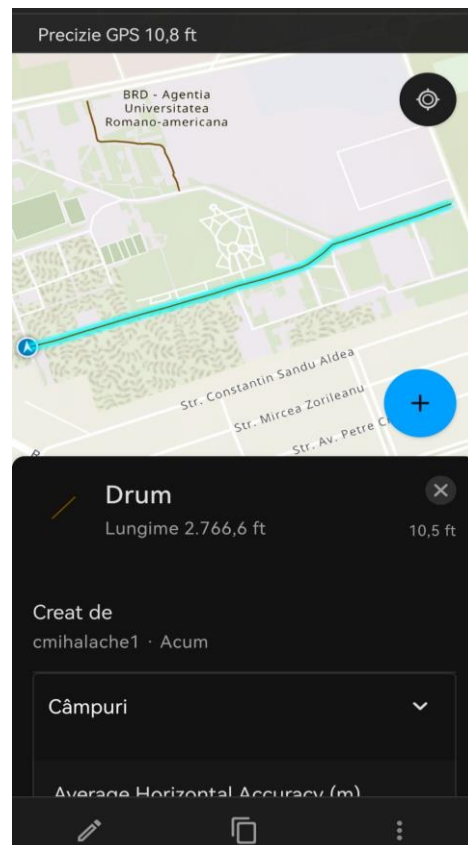 Precizie GPS 10,8 ft
BRD - Agentia
Universitatea
Romano-americana
Str. Constantin Sandu Aldea
Str. Mircea Zorileanu
Str. Av. Petre
Drum
Lungime 2.766,6 ft
10,5 ft
Creat de
cmihalache1 · Acum
Câmpuri
Average Horizontal Accuracy (m)